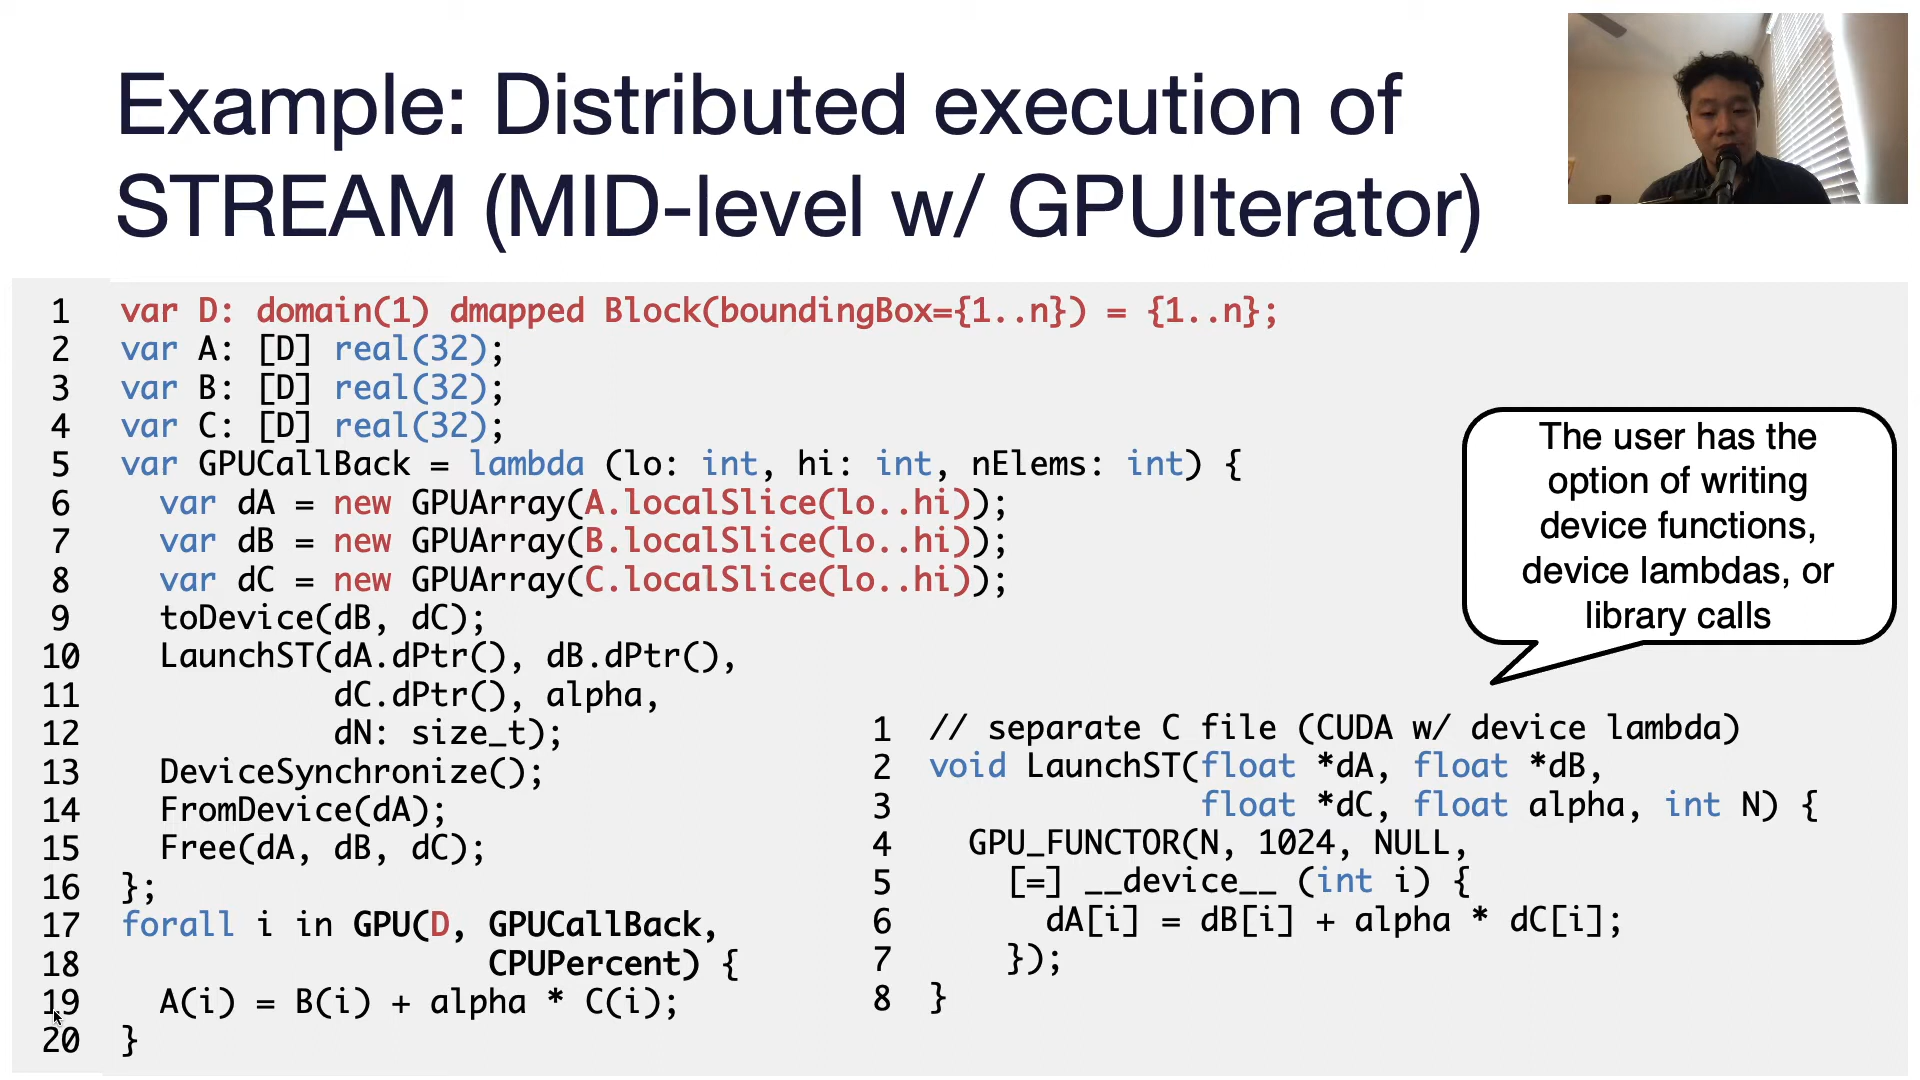 Example: Distributed execution of
STREAM (MID-level w/ GPUIterator)
1 var D: domain(1) dmapped Block(boundingBox={1..n}) = {1..n};
2 var A: [D] real(32);
3 var B: [D] real(32);
4 var C: [D] real(32);
5 var GPUCallBack = lambda (lo: int, hi: int, nElems: int) {
6 var dA = new GPUArray(A.localSlice(lo..hi));
7 var dB = new GPUArray(B.localSlice(lo..hi));
8 var dC = new GPUArray(C.localSlice(lo..hi));
9 toDevice(dB, dC);
10 LaunchST(dA.dPtr(), dB.dPtr(),
11 dC.dPtr(), alpha,
12 dN: size_t);
13 DeviceSynchronize();
14 FromDevice(dA);
15 Free(dA, dB, dC);
16 };
17 forall i in GPU(D, GPUCallBack,
18 CPUPercent) {
19 A(i) = B(i) + alpha * C(i);
20 }
The user has the
option of writing
device functions,
device lambdas, or
library calls
1 // separate C file (CUDA w/ device lambda)
2 void LaunchST(float *dA, float *dB,
3 float *dC, float alpha, int N) {
4 GPU_FUNCTOR(N, 1024, NULL,
5 [=] __device__ (int i) {
6 dA[i] = dB[i] + alpha * dC[i];
7 });
8 }